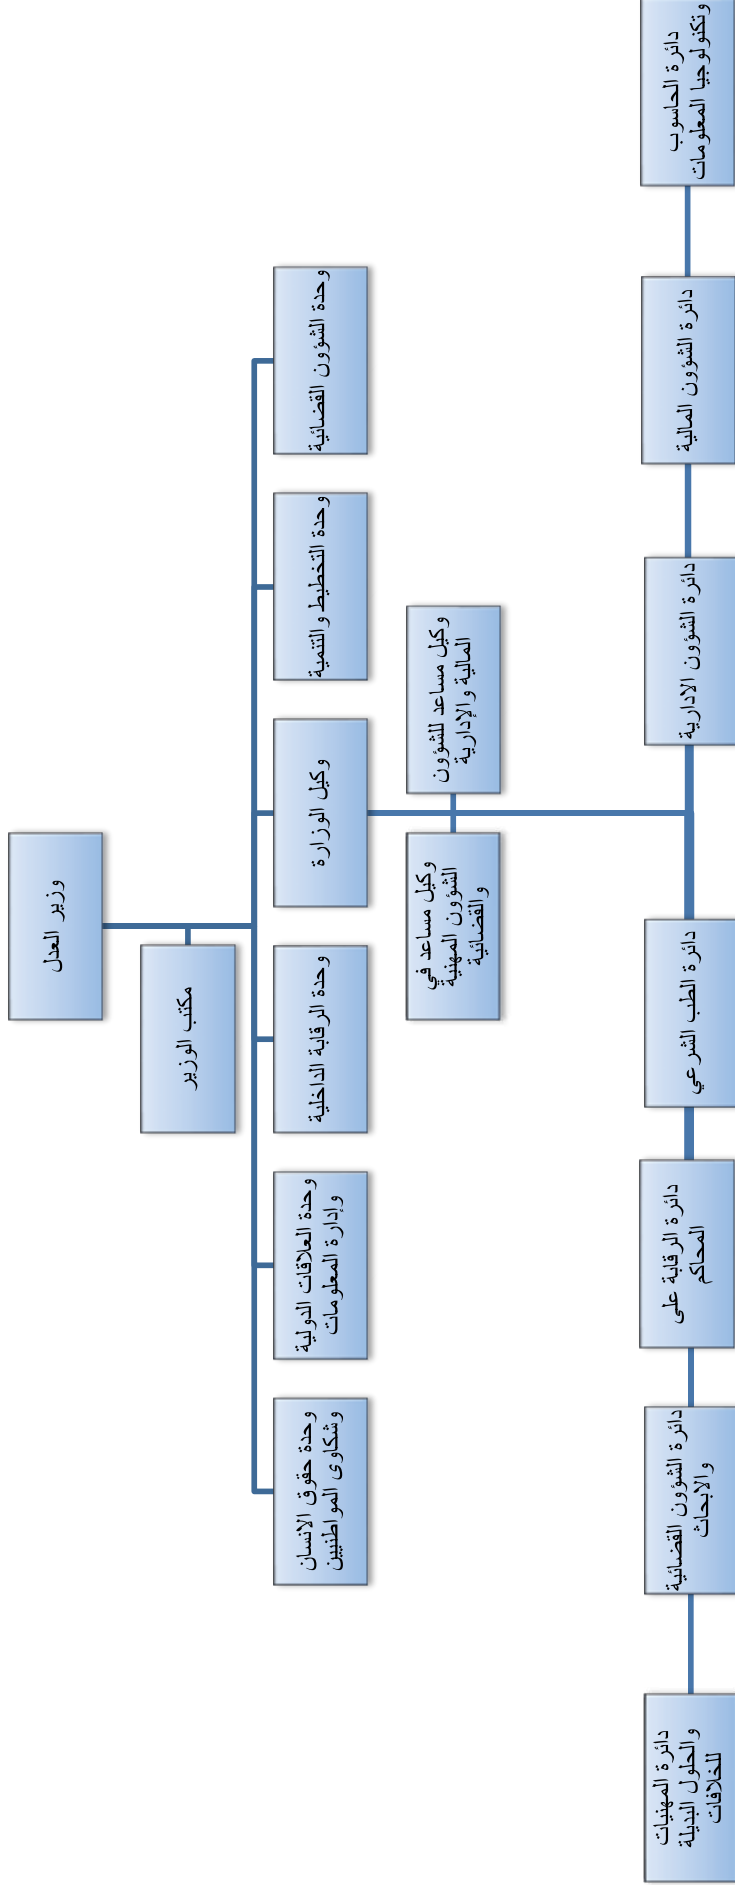 وزير العدل
مكتب الوزير
وحدة الشؤون القضائية
وحدة التخطيط والتنمية
وكيل الوزارة
وحدة الرقابة الداخلية
وحدة العلاقات الدولية
وإدارة المعلومات
وحدة حقوق الانسان
وشكاوى المواطنيين
وكيل مساعد للشؤون
المالية والإدارية
وكيل مساعد في
الشؤون المهنية
والقضائية
دائرة الحاسوب
وتكنولوجيا المعلومات
دائرة الشؤون المالية
دائرة الشؤون الادارية
دائرة الطب الشرعي
دائرة الرقابة على
المحاكم
دائرة الشؤون القضائية
والابحاث
دائرة المهنيات
والحلول البديلة
للخلافات